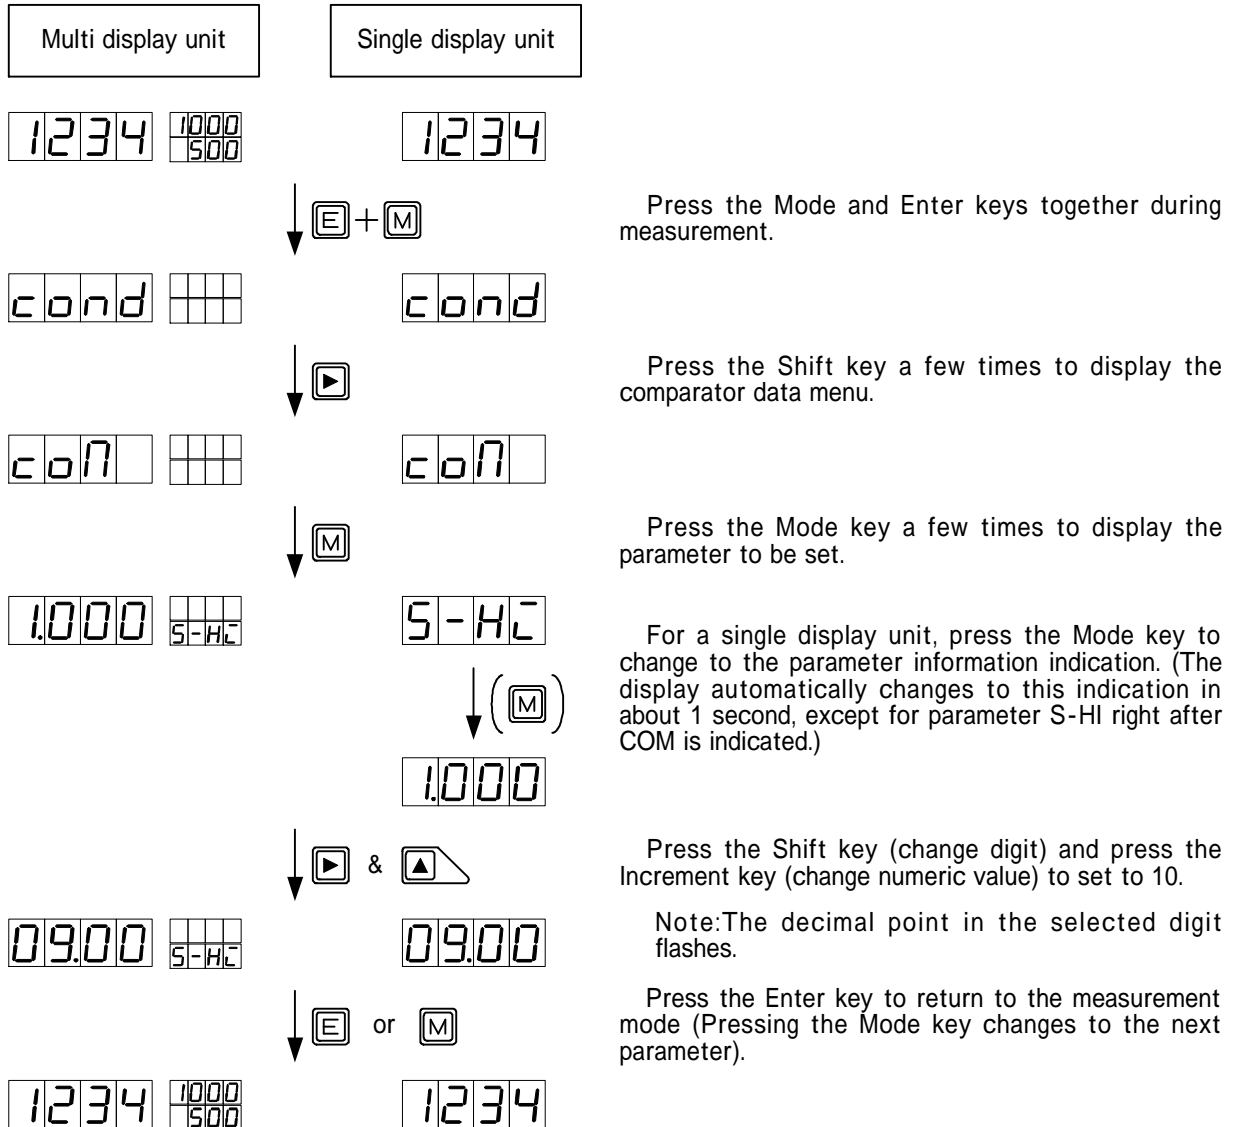 Multi display unit Single display unit
1234 1000 1234
500
E + M
Press the Mode and Enter keys together during
measurement.
cond cond
Press the Shift key a few times to display the
comparator data menu.
coM coM
M
Press the Mode key a few times to display the
parameter to be set.
1.000 S-Hi S-Hi
For a single display unit, press the Mode key to
change to the parameter information indication. (The
display automatically changes to this indication in
about 1 second, except for parameter S-HI right after
COM is indicated.)
(M)
1.000
&
Press the Shift key (change digit) and press the
Increment key (change numeric value) to set to 10.
Note:The decimal point in the selected digit
flashes.
09.00 S-Hi 09.00
E or M
Press the Enter key to return to the measurement
mode (Pressing the Mode key changes to the next
parameter).
1234 1000 1234
500